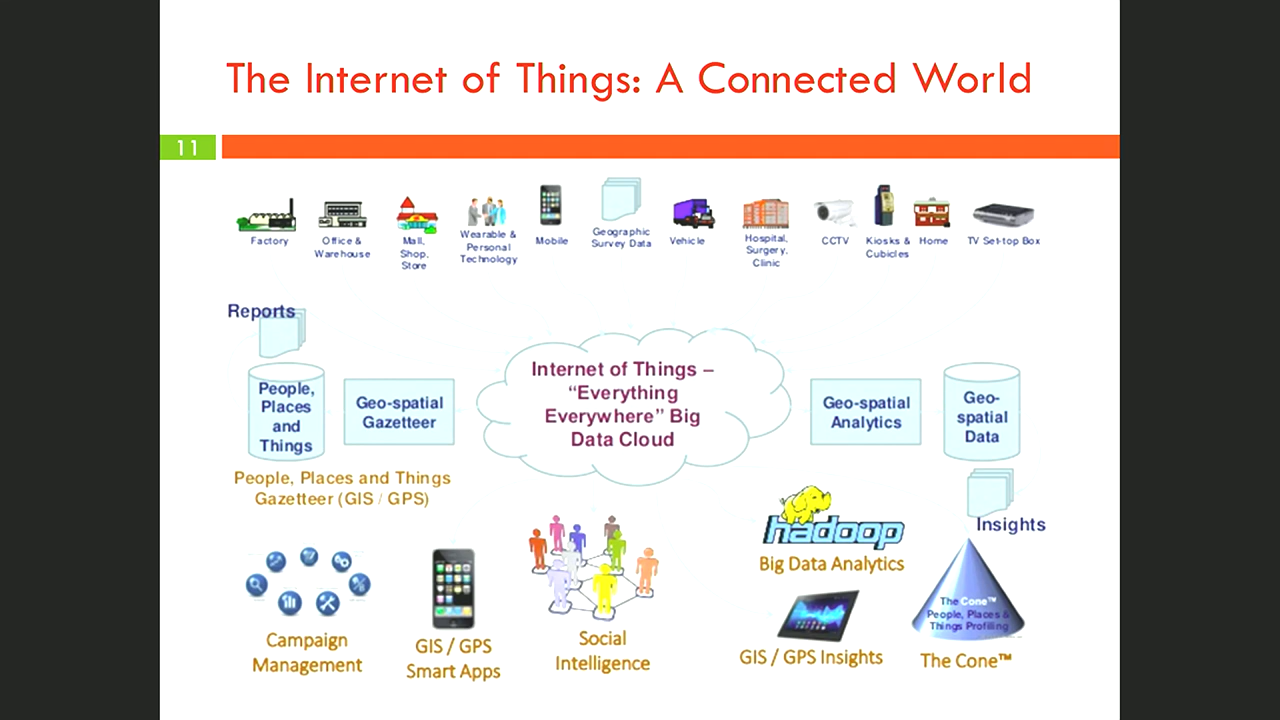 The Internet of Things: A Connected World
11
Factory
Office &
Warehouse
Mall,
Shop,
Store
Wearable &
Personal
Technology
Mobile
Geographic
Survey Data
Vehicle
Hospital,
Surgery,
Clinic
CCTV
Kiosks &
Cubicles
Home
TV Set-top Box
Reports
People,
Places
and
Things
Geo-spatial
Gazetteer
Internet of Things –
“Everything
Everywhere” Big
Data Cloud
Geo-spatial
Analytics
Geo-
spatial
Data
People, Places and Things
Gazetteer (GIS / GPS)
hadoop
Big Data Analytics
Insights
The Cone™
People, Places &
Things Profiling
Campaign
Management
GIS / GPS
Smart Apps
Social
Intelligence
GIS / GPS Insights
The Cone™